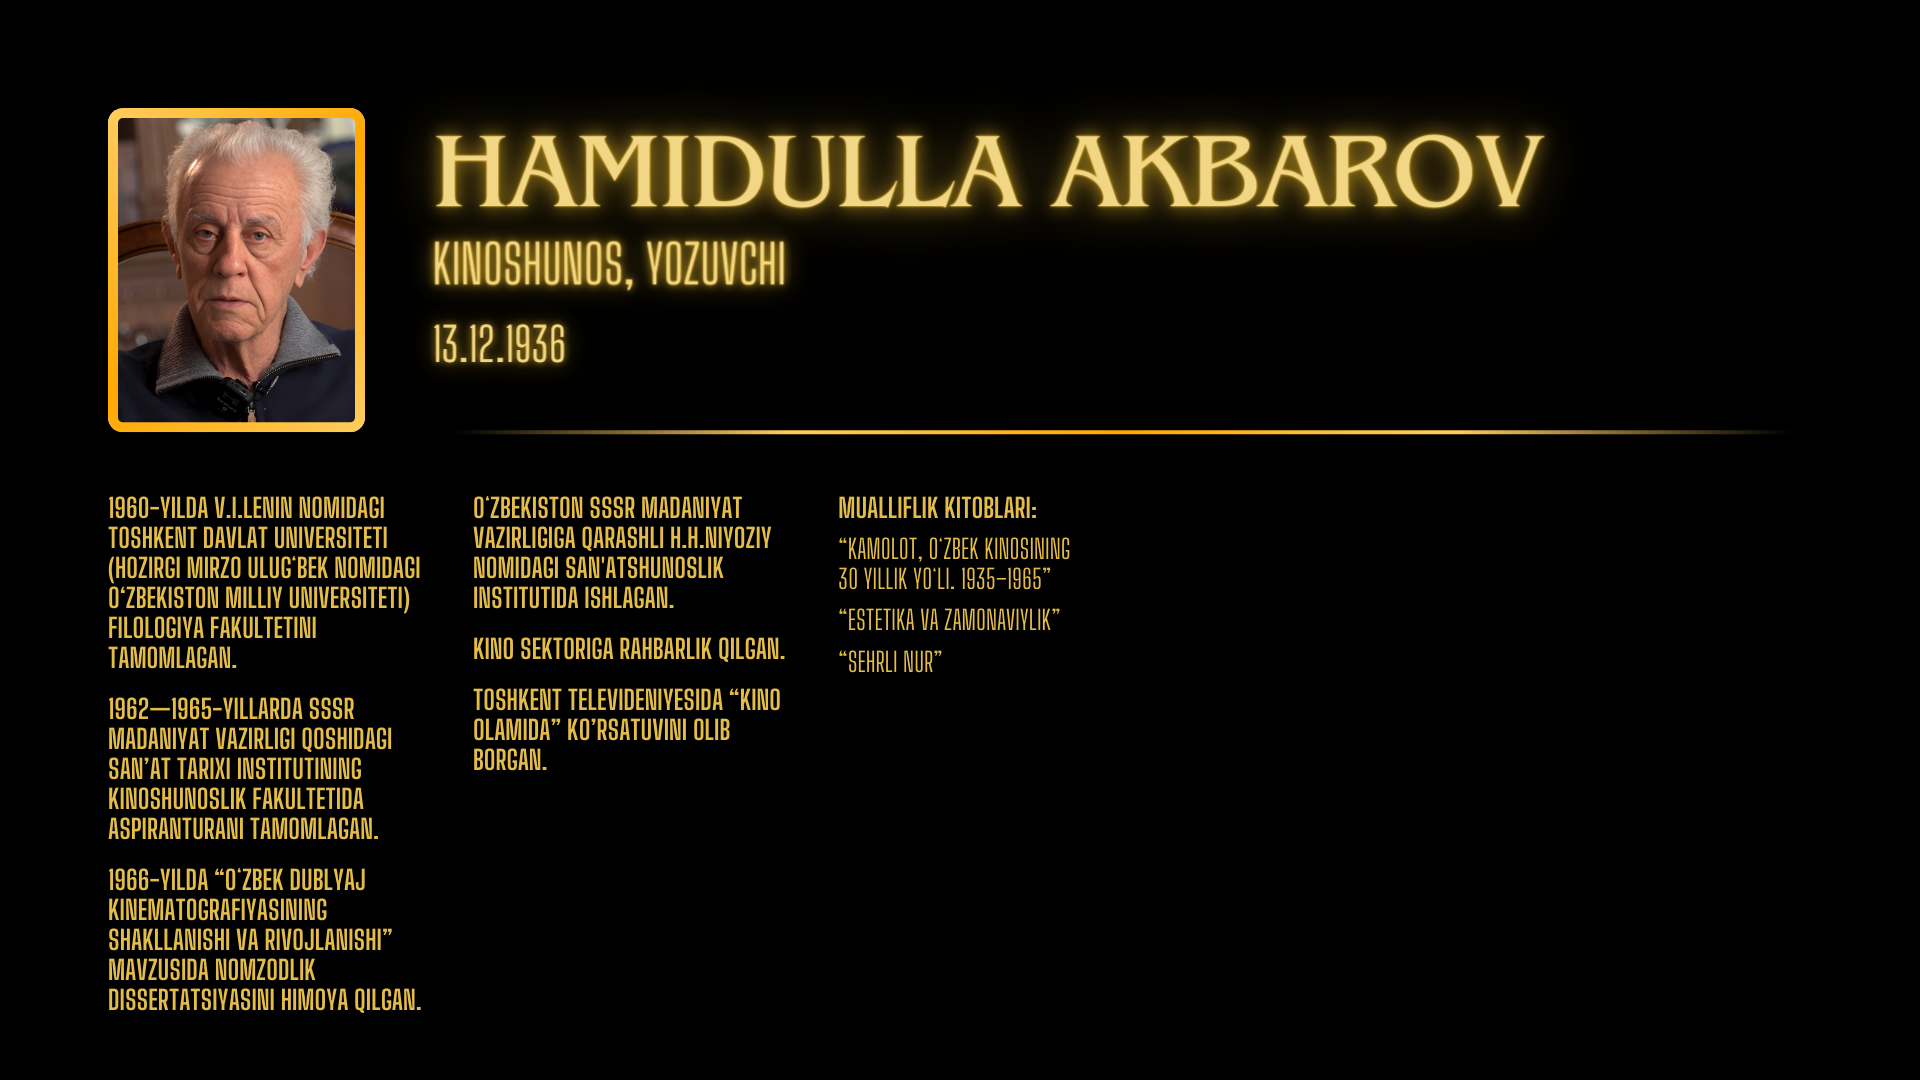 HAMIDULLA AKBAROV
KINOSHUNOS, YOZUVCHI
13.12.1936
1960-YILDA V.I.LENIN NOMIDAGI
TOSHKENT DAVLAT UNIVERSITETI
(HOZIRGI MIRZO ULUG‘BEK NOMIDAGI
O‘ZBEKISTON MILLIY UNIVERSITETI)
FILOLOGIYA FAKULTETINI
TAMOMLAGAN.
1962—1965-YILLARDA SSSR
MADANIYAT VAZIRLIGI QOSHIDAGI
SAN’AT TARIXI INSTITUTINING
KINOSHUNOSLIK FAKULTETIDA
ASPIRANTURANI TAMOMLAGAN.
1966-YILDA “O‘ZBEK DUBLYAJ
KINEMATOGRAFIYASINING
SHAKLLANISHI VA RIVOJLANISHI”
MAVZUSIDA NOMZODLIK
DISSERTATSIYASINI HIMOYA QILGAN.
O‘ZBEKISTON SSSR MADANIYAT
VAZIRLIGIGA QARASHLI H.H.NIYOZIY
NOMIDAGI SAN'ATSHUNOSLIK
INSTITUTIDA ISHLAGAN.
KINO SEKTORIGA RAHBARLIK QILGAN.
TOSHKENT TELEVIDENIYESIDA “KINO
OLAMIDA” KO’RSATUVINI OLIB
BORGAN.
MUALLIFLIK KITOBLARI:
“KAMOLOT, O‘ZBEK KINOSINING
30 YILLIK YO‘LI. 1935–1965”
“ESTETIKA VA ZAMONAVIYLIK”
“SEHRLI NUR”